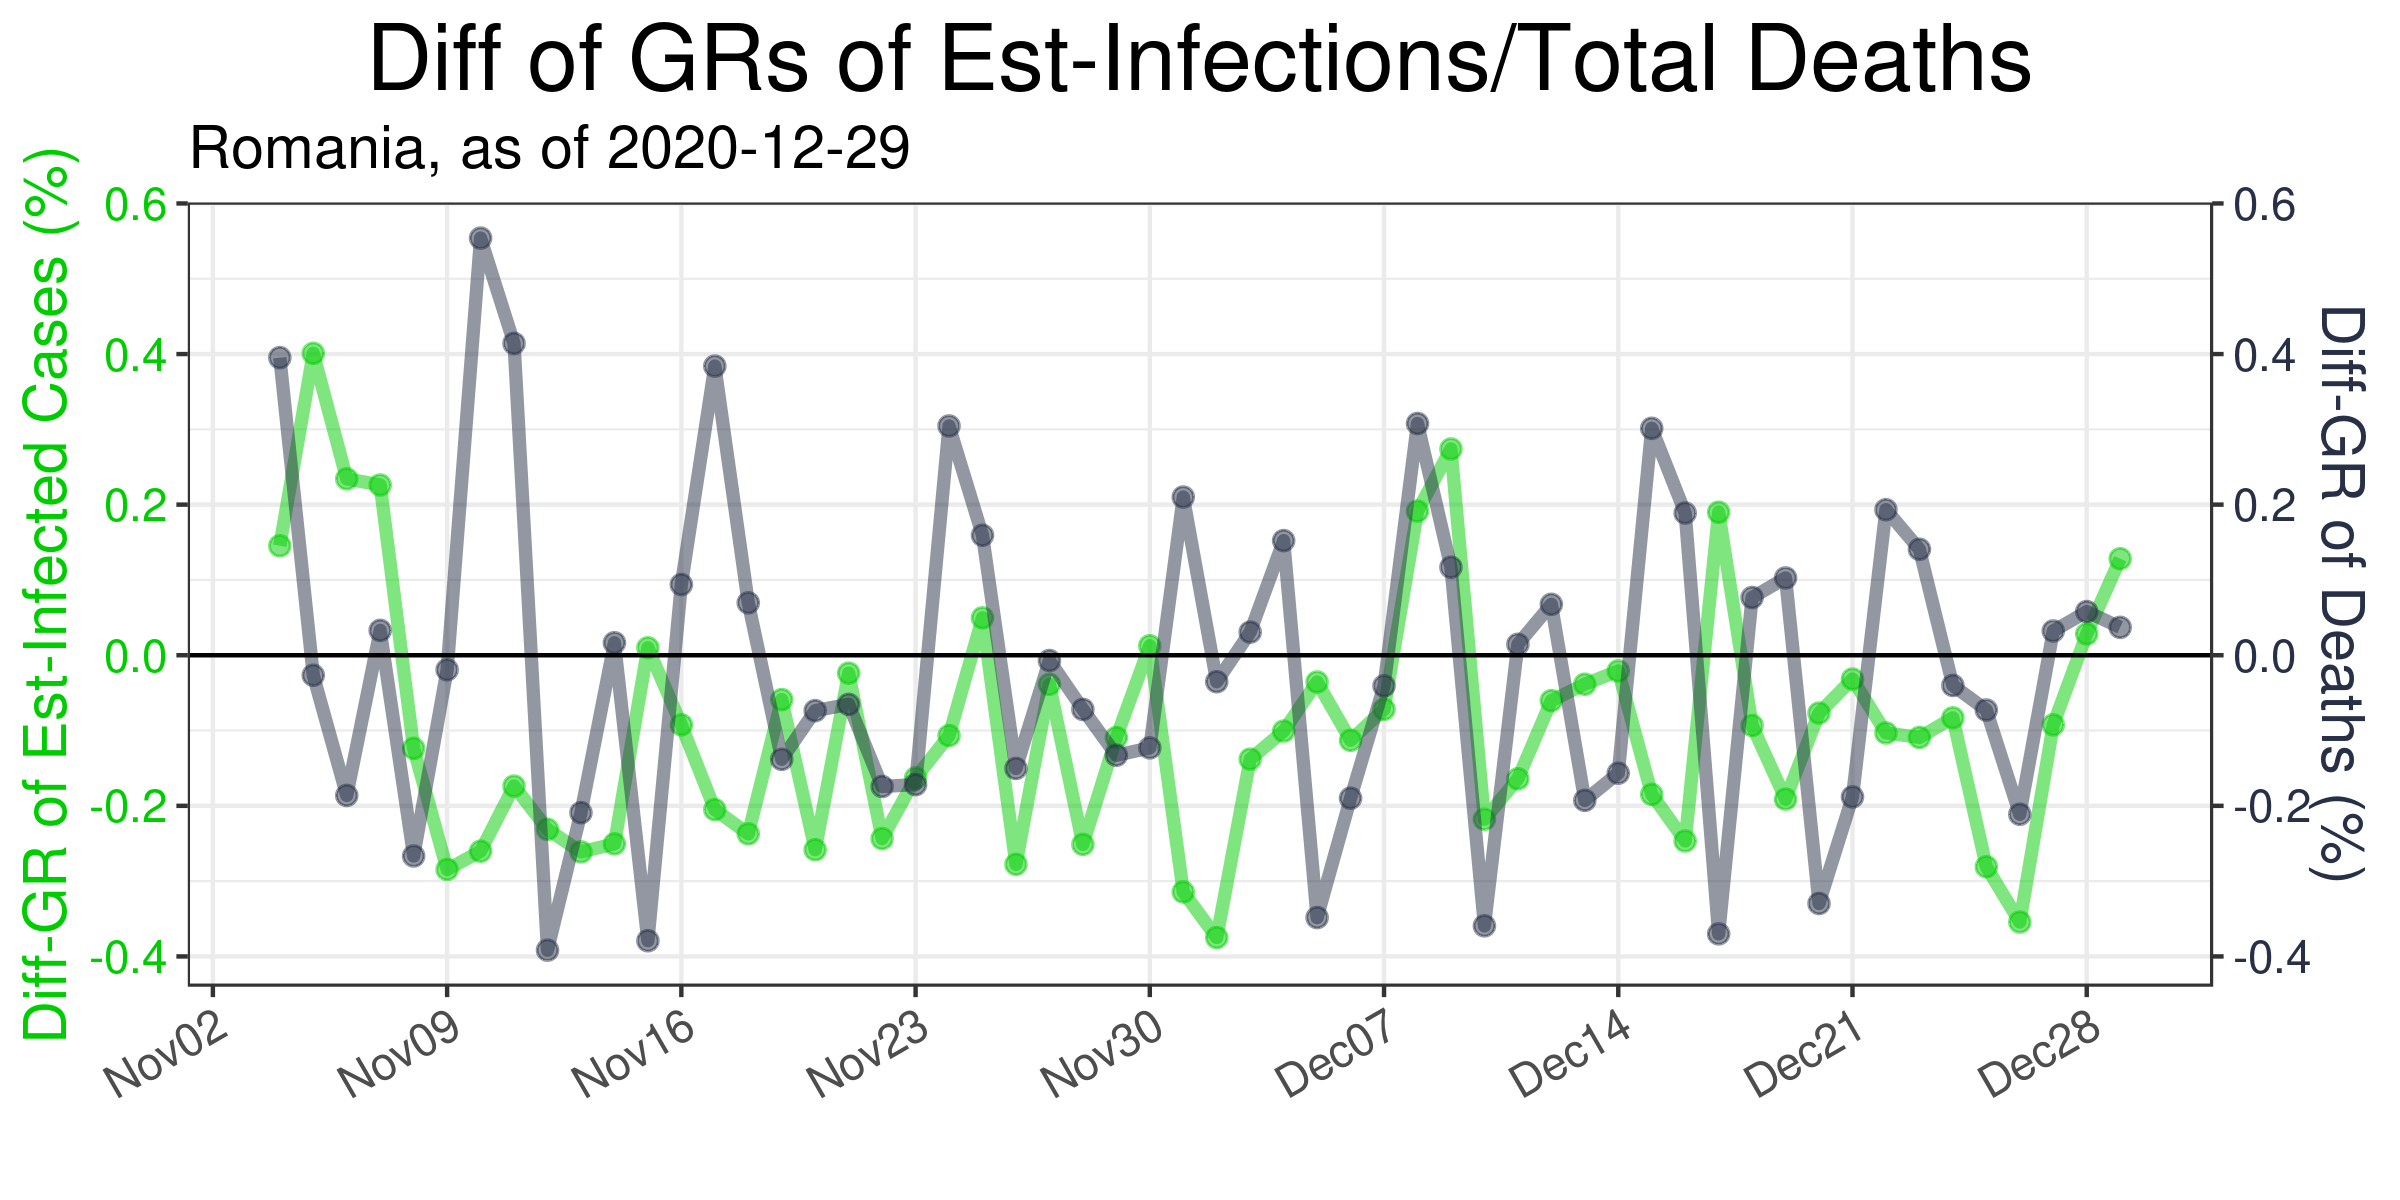 Diff of GRs of Est-Infections/Total Deaths
Romania, as of 2020-12-29
Diff-GR of Est-Infected Cases (%)
0.6
0.4
0.2
0.0
-0.2
-0.4
0.6
0.4
0.2
0.0
-0.2
-0.4
Diff-GR of Deaths (%)
Nov02
Nov09
Nov16
Nov23
Nov30
Dec07
Dec14
Dec21
Dec28